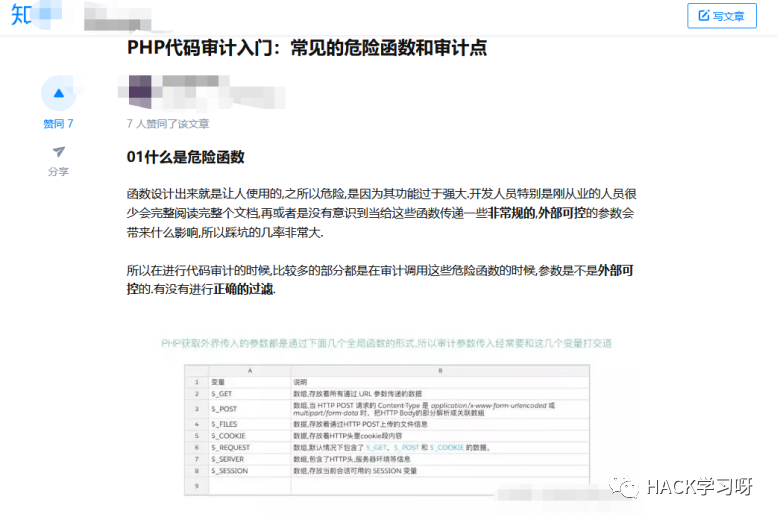 知
写文章
PHP代码审计入门：常见的危险函数和审计点
赞同 7
7 人赞同了该文章
分享
01什么是危险函数
函数设计出来就是让人使用的,之所以危险,是因为其功能过于强大.开发人员特别是刚从业的人员很
少会完整阅读完整个文档,再或者是没有意识到当给这些函数传递一些非常规的,外部可控的参数会
带来什么影响,所以踩坑的几率非常大.
所以在进行代码审计的时候,比较多的部分都是在审计调用这些危险函数的时候,参数是不是外部可
控的.有没有进行正确的过滤.
PHP获取外界传入的参数都是通过下面几个全局函数的形式,所以审计参数传入经常要和这几个变量打交道
A B
1 变量 说明
2 $_GET 数组,存放着所有通过 URL 参数传递的数据
3 $_POST 数组,当 HTTP POST 请求的 Content-Type 是 application/x-www-form-urlencoded 或
multipart/form-data 时、把HTTP Body的部分解析成关联数组
4 $_FILES 数据,存放着通过HTTP POST上传的文件信息
5 $_COOKIE 数据,存放着HTTP头里cookie段内容
6 $_REQUEST 数组,默认情况下包含了 $_GET、$_POST 和 $_COOKIE 的数据。
7 $_SERVER 数组,包含了HTTP头,服务器环境等信息
8 $_SESSION 数组,存放当前会话可用的 SESSION 变量
9
HACK学习呀